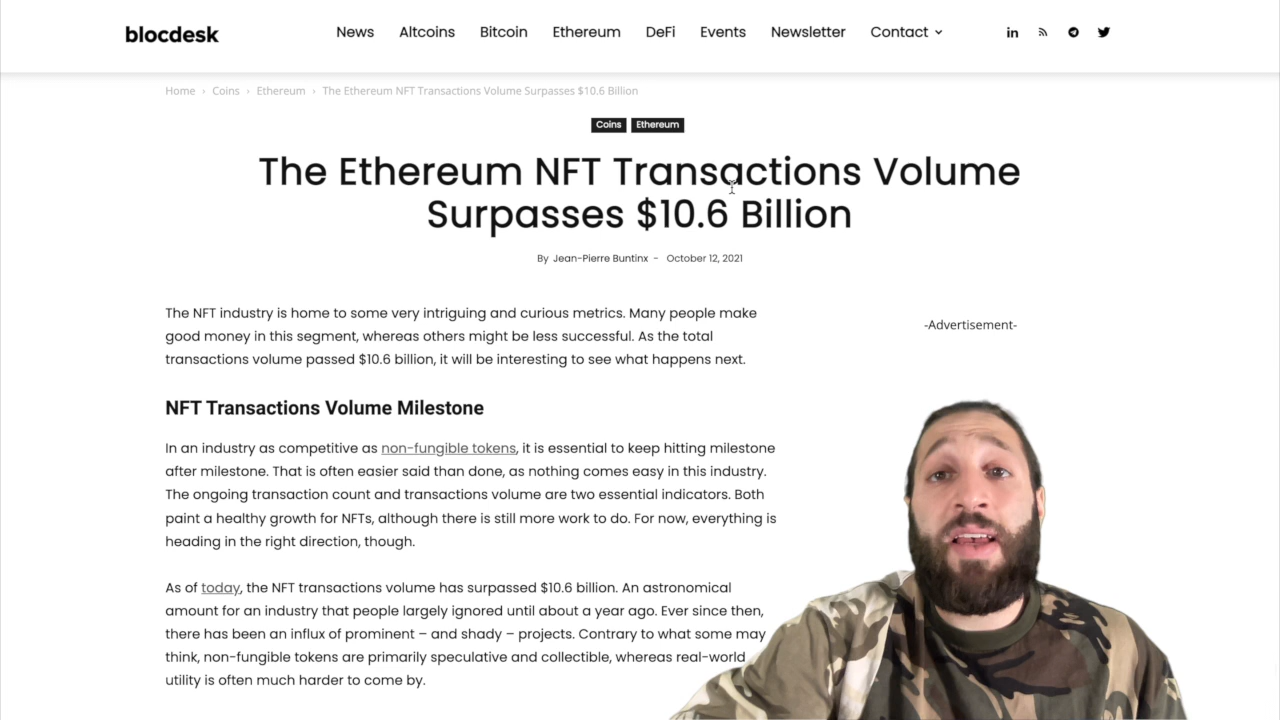 blocdesk
News Altcoins Bitcoin Ethereum DeFi Events Newsletter Contact
Home › Coins › Ethereum › The Ethereum NFT Transactions Volume Surpasses $10.6 Billion
Coins Ethereum
The Ethereum NFT Transactions Volume
Surpasses $10.6 Billion
By Jean-Pierre Buntinx - October 12, 2021
The NFT industry is home to some very intriguing and curious metrics. Many people make
good money in this segment, whereas others might be less successful. As the total
transactions volume passed $10.6 billion, it will be interesting to see what happens next.
-Advertisement-
NFT Transactions Volume Milestone
In an industry as competitive as non-fungible tokens, it is essential to keep hitting milestone
after milestone. That is often easier said than done, as nothing comes easy in this industry.
The ongoing transaction count and transactions volume are two essential indicators. Both
paint a healthy growth for NFTs, although there is still more work to do. For now, everything is
heading in the right direction, though.
As of today, the NFT transactions volume has surpassed $10.6 billion. An astronomical
amount for an industry that people largely ignored until about a year ago. Ever since then,
there has been an influx of prominent – and shady – projects. Contrary to what some may
think, non-fungible tokens are primarily speculative and collectible, whereas real-world
utility is often much harder to come by.